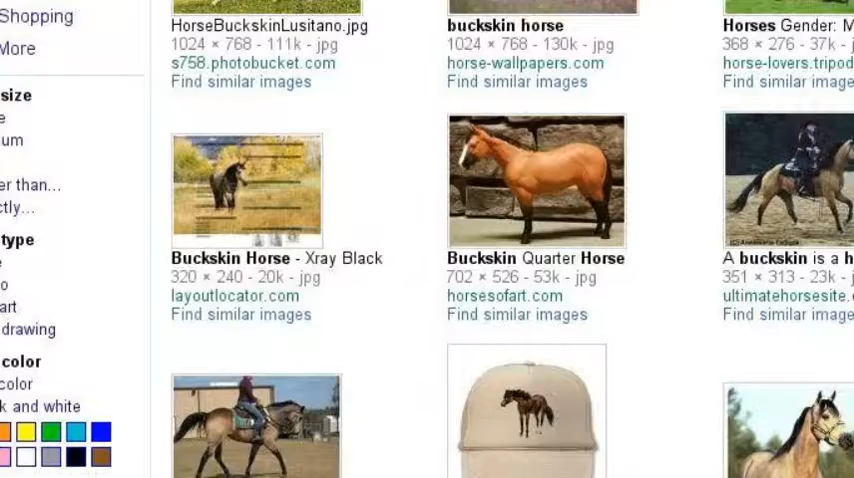 Shopping
More
size
e
um
er than...
ctly...
type
e
o
art
drawing
color
color
k and white
HorseBuckskinLusitano.jpg
1024 × 768 - 111k - jpg
s758.photobucket.com
Find similar images
buckskin horse
1024 × 768 - 130k - jpg
horse-wallpapers.com
Find similar images
Horses Gender: M
368 × 276 - 37k - j
horse-lovers.tripod
Find similar image
Buckskin Horse - Xray Black
320 × 240 - 20k - jpg
layoutlocator.com
Find similar images
Buckskin Quarter Horse
702 × 526 - 53k - jpg
horsesofart.com
Find similar images
A buckskin is a h
351 × 313 - 23k - j
ultimatehorsesite.c
Find similar image